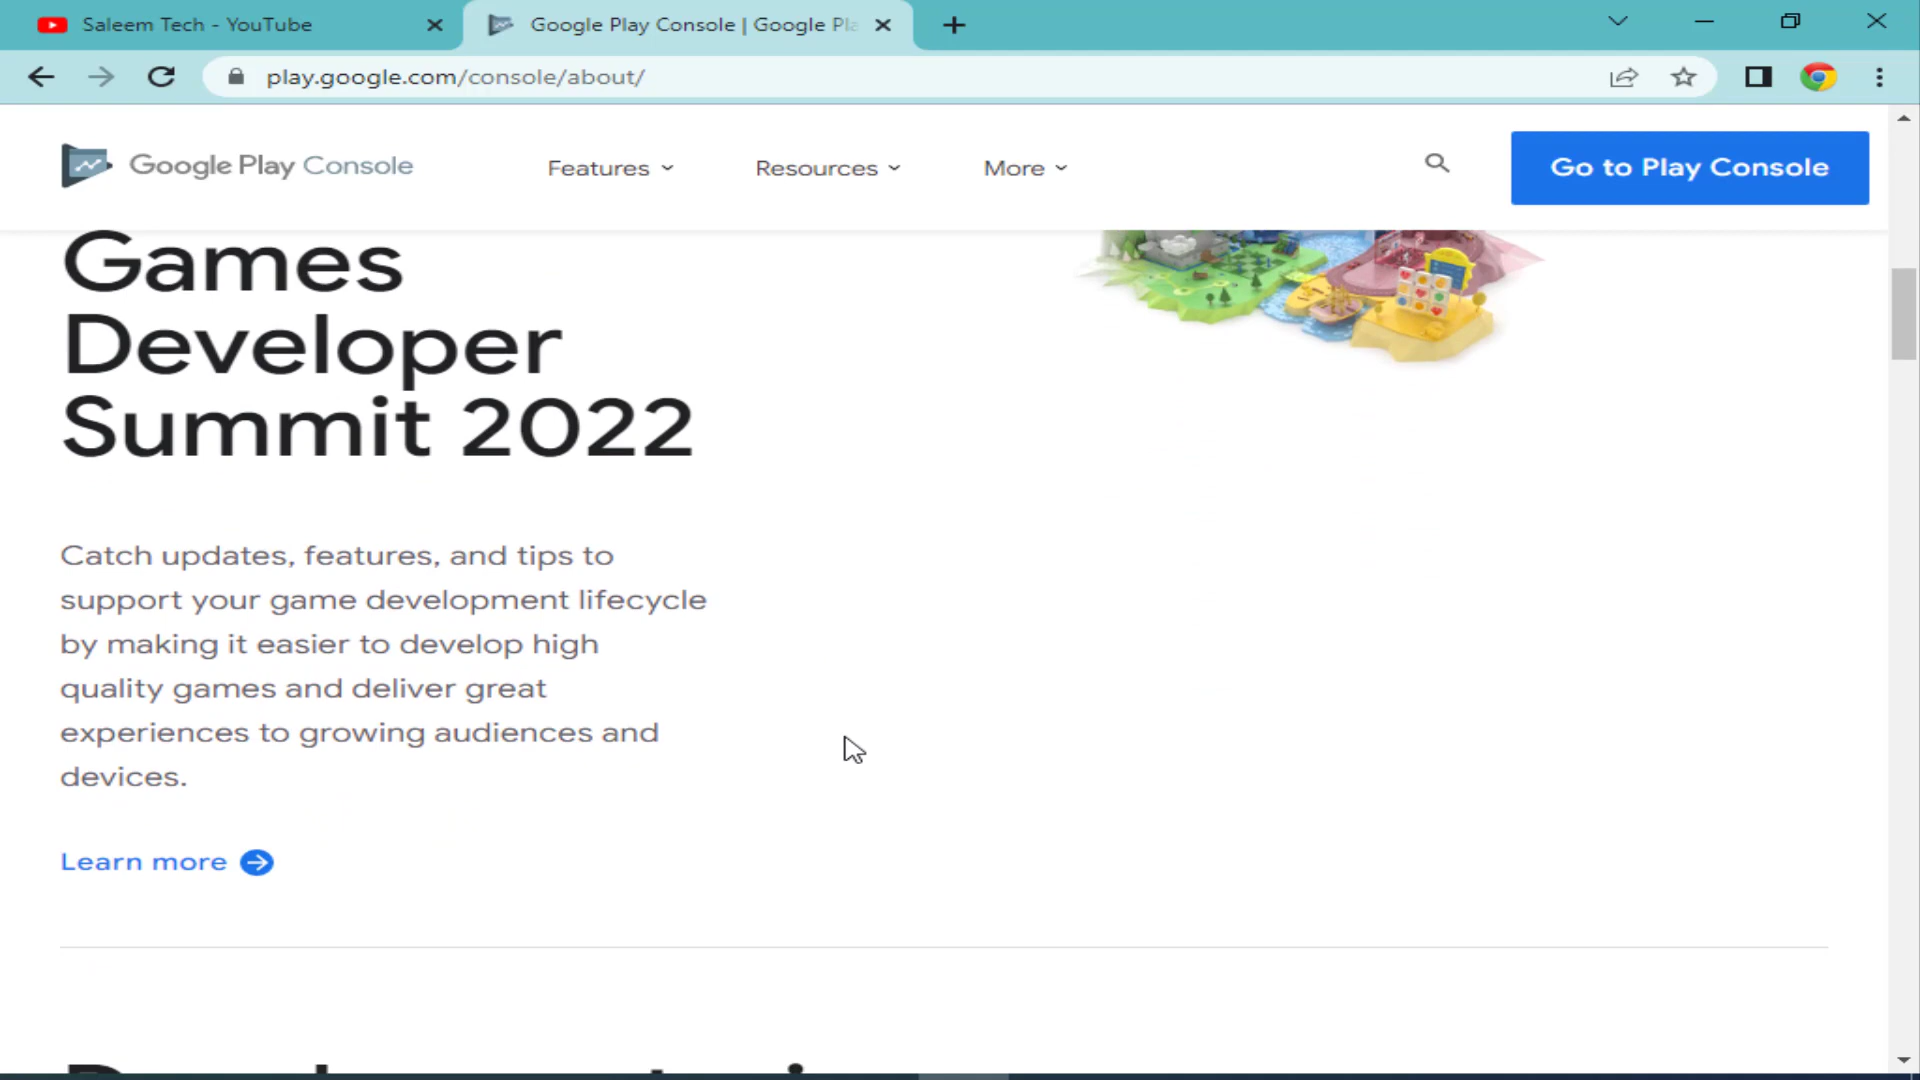 Saleem Tech - YouTube
Google Play Console | Google Pla
play.google.com/console/about/
Google Play Console
Features
Resources
More
Go to Play Console
Games
Developer
Summit 2022
Catch updates, features, and tips to
support your game development lifecycle
by making it easier to develop high
quality games and deliver great
experiences to growing audiences and
devices.
Learn more